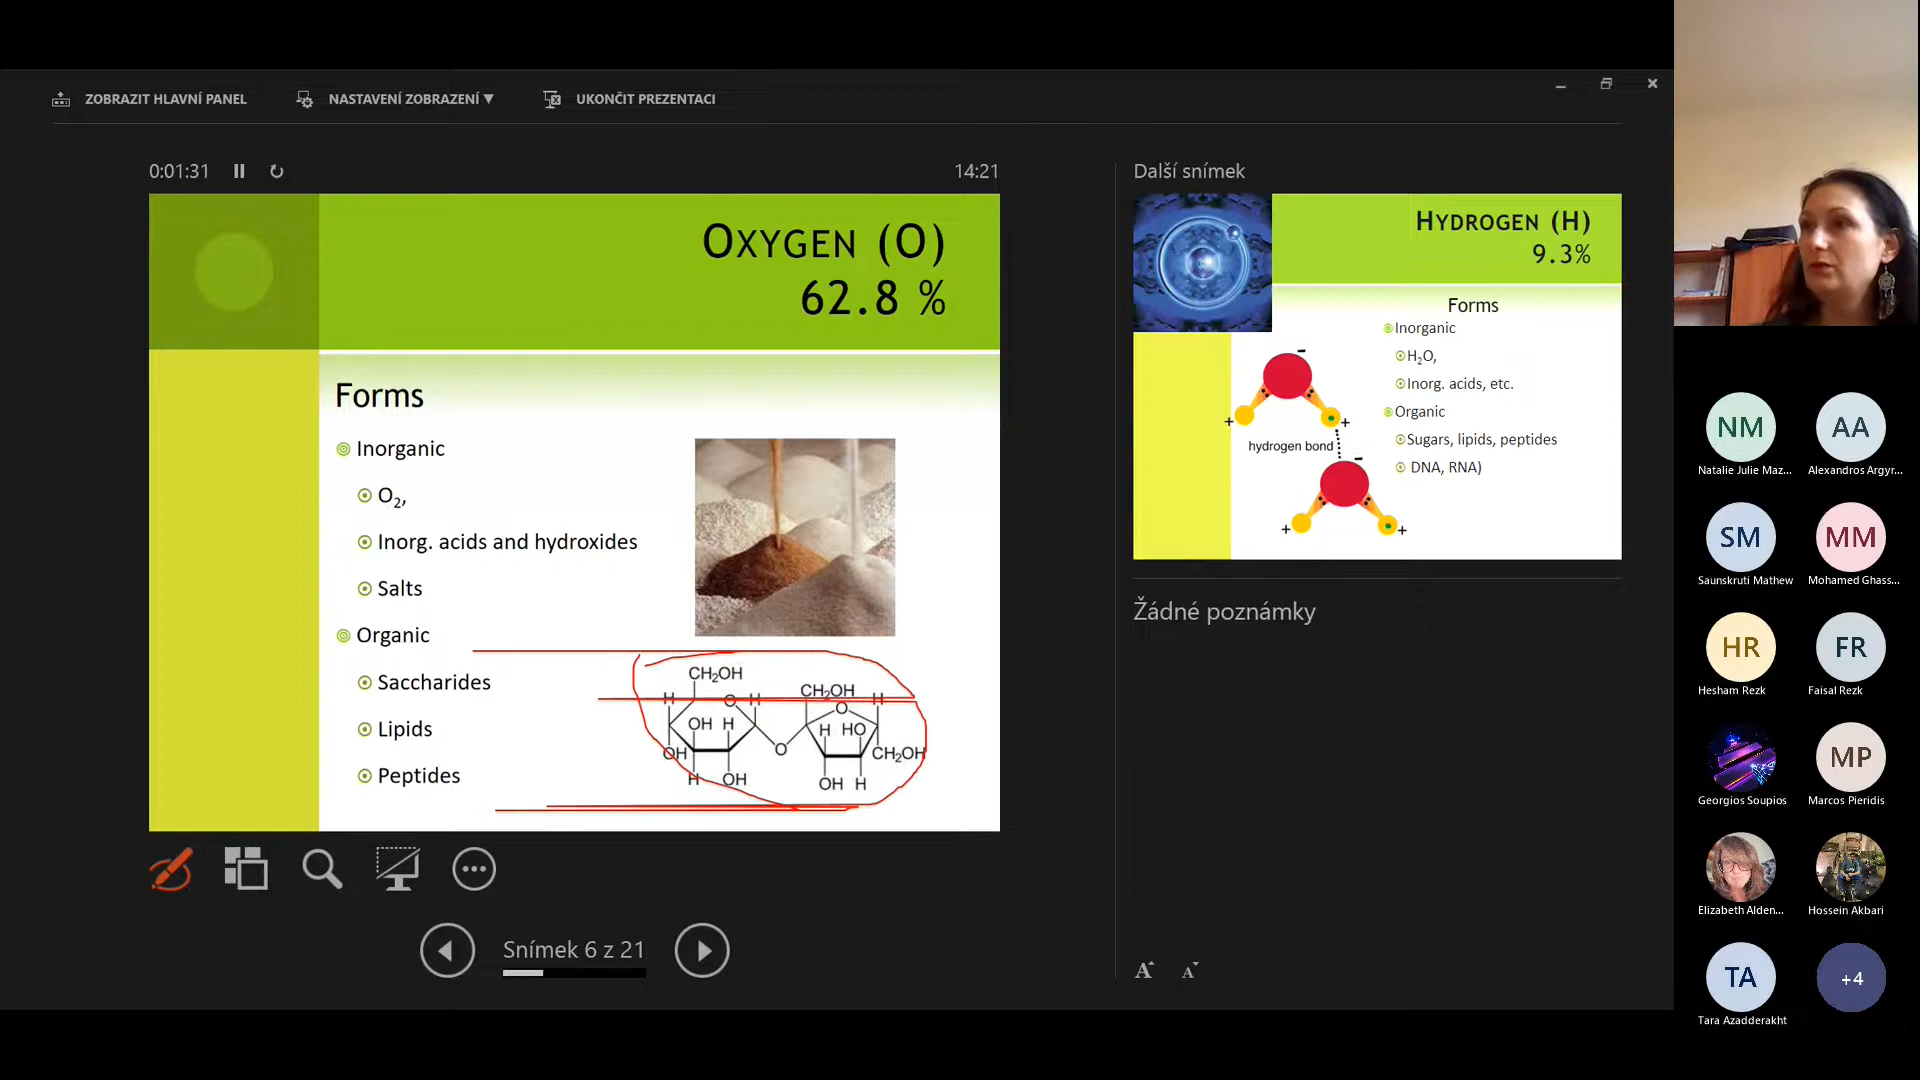 ZOBRAZIT HLAVNÍ PANEL
NASTAVENÍ ZOBRAZENÍ ▼
UKONČIT PREZENTACI
0:01:31
14:21
OXYGEN (O)
62.8 %
Forms
Inorganic
O2,
Inorg. acids and hydroxides
Salts
Organic
Saccharides
Lipids
Peptides
CH2OH
CH2OH
H
O
H
H
O
OH
H
H
HO
OH
O
CH2OH
H
OH
OH
H
Snímek 6 z 21
Další snímek
HYDROGEN (H)
9.3%
Forms
Inorganic
H2O,
Inorg. acids, etc.
Organic
Sugars, lipids, peptides
DNA, RNA)
-
+
+
hydrogen bond
-
+
+
Žádné poznámky
A
A
NM
Natalie Julie Maz...
AA
Alexandros Argyr...
SM
Saunskruti Mathew
MM
Mohamed Ghass...
HR
Hesham Rezk
FR
Faisal Rezk
Georgios Soupios
MP
Marcos Pieridis
Elizabeth Alden...
Hossein Akbari
TA
Tara Azadderakht
+4